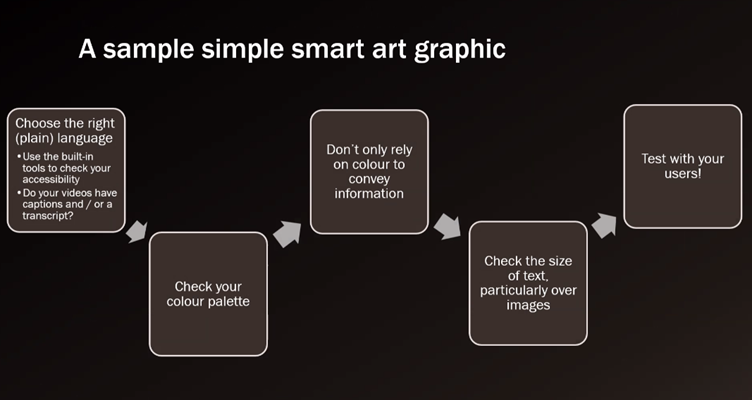 A sample simple smart art graphic
Choose the right
(plain) language
•Use the built-in
tools to check your
accessibility
•Do your videos have
captions and / or a
transcript?
Check your
colour palette
Don't only rely
on colour to
convey
information
Check the size
of text,
particularly over
images
Test with your
users!